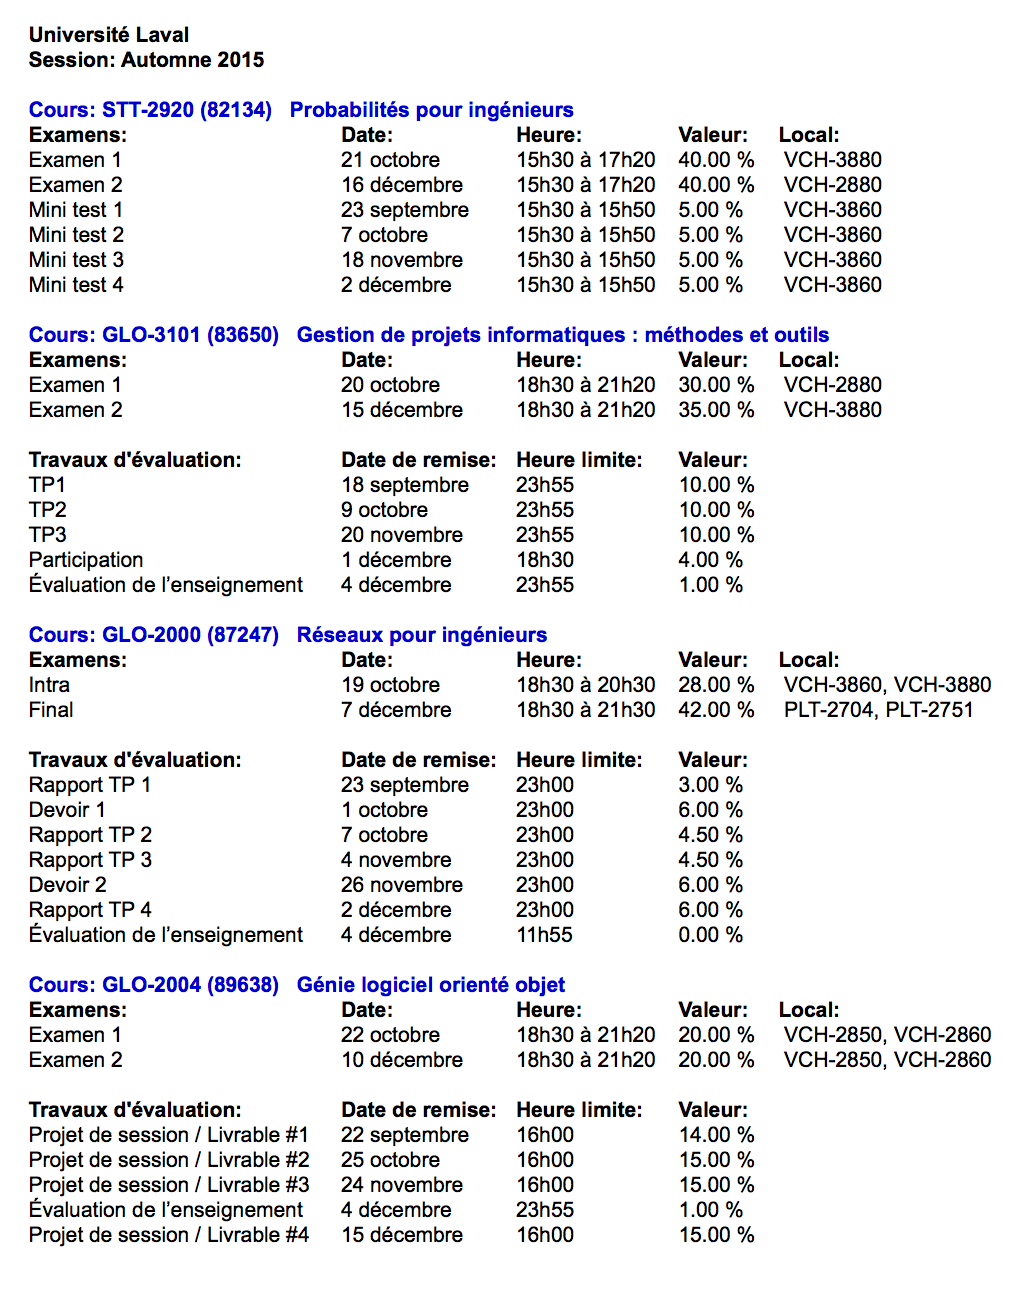 Université Laval
Session: Automne 2015
Cours: STT-2920 (82134) Probabilités pour ingénieurs
Examens: Date: Heure: Valeur: Local:
Examen 1 21 octobre 15h30 à 17h20 40.00 % VCH-3880
Examen 2 16 décembre 15h30 à 17h20 40.00 % VCH-2880
Mini test 1 23 septembre 15h30 à 15h50 5.00 % VCH-3860
Mini test 2 7 octobre 15h30 à 15h50 5.00 % VCH-3860
Mini test 3 18 novembre 15h30 à 15h50 5.00 % VCH-3860
Mini test 4 2 décembre 15h30 à 15h50 5.00 % VCH-3860
Cours: GLO-3101 (83650) Gestion de projets informatiques : méthodes et outils
Examens: Date: Heure: Valeur: Local:
Examen 1 20 octobre 18h30 à 21h20 30.00 % VCH-2880
Examen 2 15 décembre 18h30 à 21h20 35.00 % VCH-3880
Travaux d'évaluation: Date de remise: Heure limite: Valeur:
TP1 18 septembre 23h55 10.00 %
TP2 9 octobre 23h55 10.00 %
TP3 20 novembre 23h55 10.00 %
Participation 1 décembre 18h30 4.00 %
Évaluation de l’enseignement 4 décembre 23h55 1.00 %
Cours: GLO-2000 (87247) Réseaux pour ingénieurs
Examens: Date: Heure: Valeur: Local:
Intra 19 octobre 18h30 à 20h30 28.00 % VCH-3860, VCH-3880
Final 7 décembre 18h30 à 21h30 42.00 % PLT-2704, PLT-2751
Travaux d'évaluation: Date de remise: Heure limite: Valeur:
Rapport TP 1 23 septembre 23h00 3.00 %
Devoir 1 1 octobre 23h00 6.00 %
Rapport TP 2 7 octobre 23h00 4.50 %
Rapport TP 3 4 novembre 23h00 4.50 %
Devoir 2 26 novembre 23h00 6.00 %
Rapport TP 4 2 décembre 23h00 6.00 %
Évaluation de l’enseignement 4 décembre 11h55 0.00 %
Cours: GLO-2004 (89638) Génie logiciel orienté objet
Examens: Date: Heure: Valeur: Local:
Examen 1 22 octobre 18h30 à 21h20 20.00 % VCH-2850, VCH-2860
Examen 2 10 décembre 18h30 à 21h20 20.00 % VCH-2850, VCH-2860
Travaux d'évaluation: Date de remise: Heure limite: Valeur:
Projet de session / Livrable #1 22 septembre 16h00 14.00 %
Projet de session / Livrable #2 25 octobre 16h00 15.00 %
Projet de session / Livrable #3 24 novembre 16h00 15.00 %
Évaluation de l’enseignement 4 décembre 23h55 1.00 %
Projet de session / Livrable #4 15 décembre 16h00 15.00 %